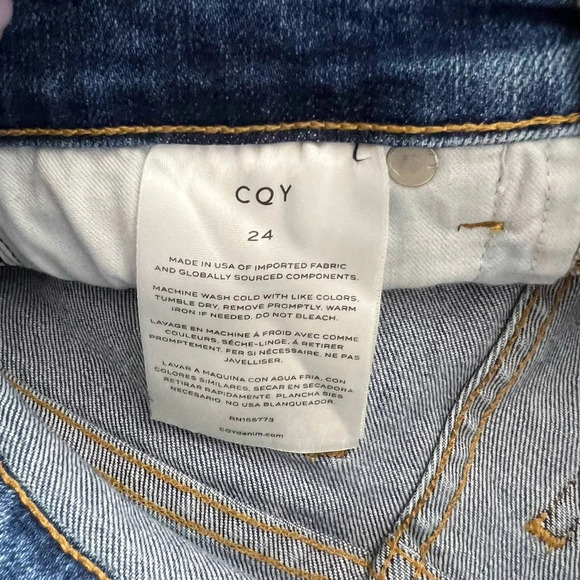 CQY
24
MADE IN USA OF IMPORTED FABRIC
AND GLOBALLY SOURCED COMPONENTS.
MACHINE WASH COLD WITH LIKE COLORS,
TUMBLE DRY, REMOVE PROMPTLY, WARM
IRON IF NEEDED. DO NOT BLEACH.
LAVAGE EN MACHINE Á FROID AVEC COMME
COULEURS, SÉCHE-LINGE, Á RETIRER
PROMPTEMENT, FER SI NÉCESSAIRE, NE PAS
JAVELLISER.
LAVAR A MAQUINA CON AGUA FRIA, CON
COLORES SIMILARES, SECAR EN SECADORA
RETIRAR RAPIDAMENTE. PLANCHA SIES
NECESARIO. NO USA BLANQUEADOR.
RN158773
CQYdenim.com